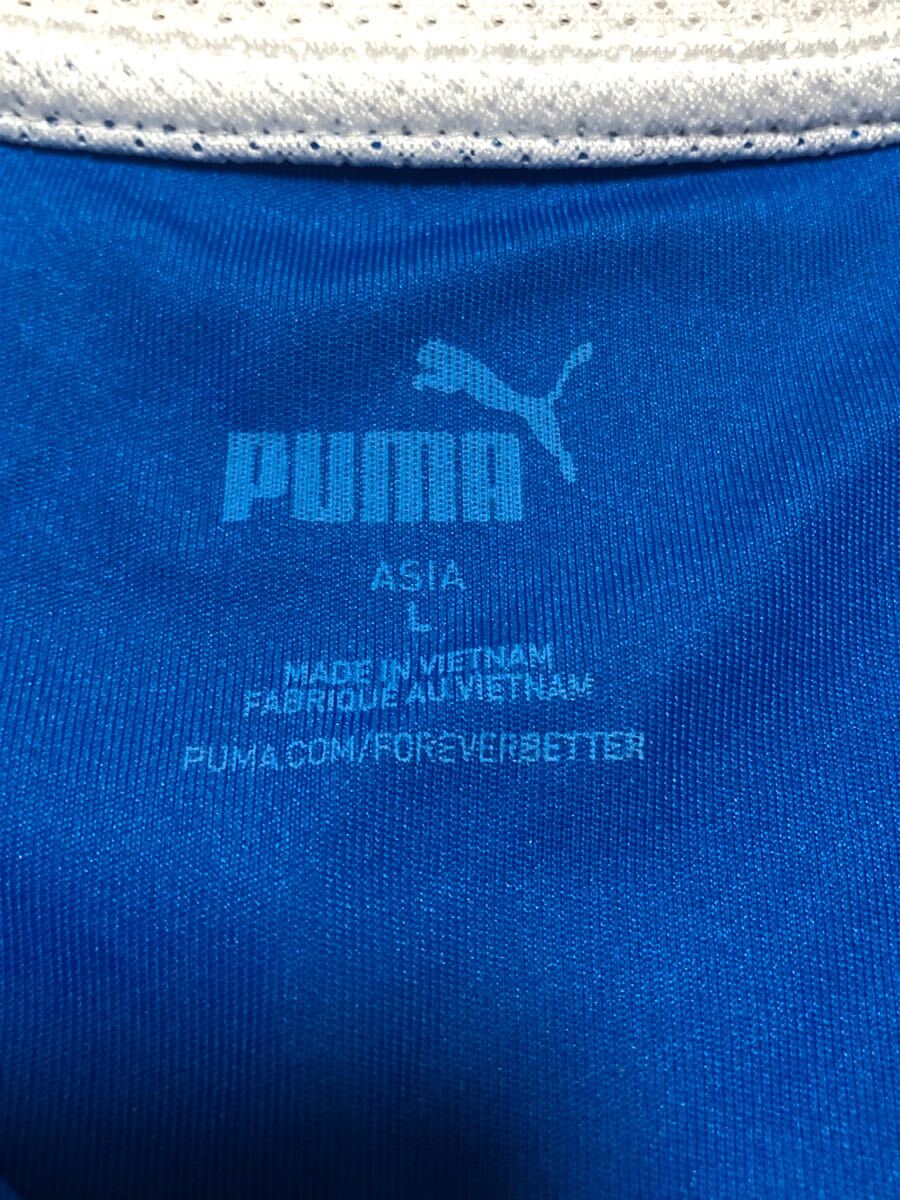 PUMA
ASIA
L
MADE IN VIETNAM
FABRIQUE AU VIETNAM
PUMA.COM/FOREVERBETTER